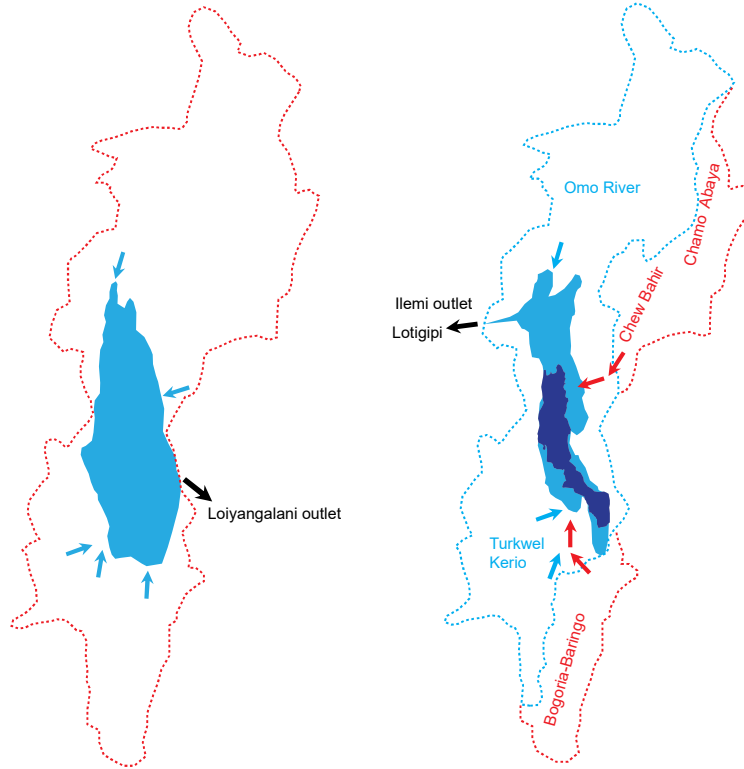 Omo River
Chamo Abaya
Chew Bahir
Ilemi outlet
Lotigipi
Loiyangalani outlet
Turkwel
Kerio
Bogoria-Baringo